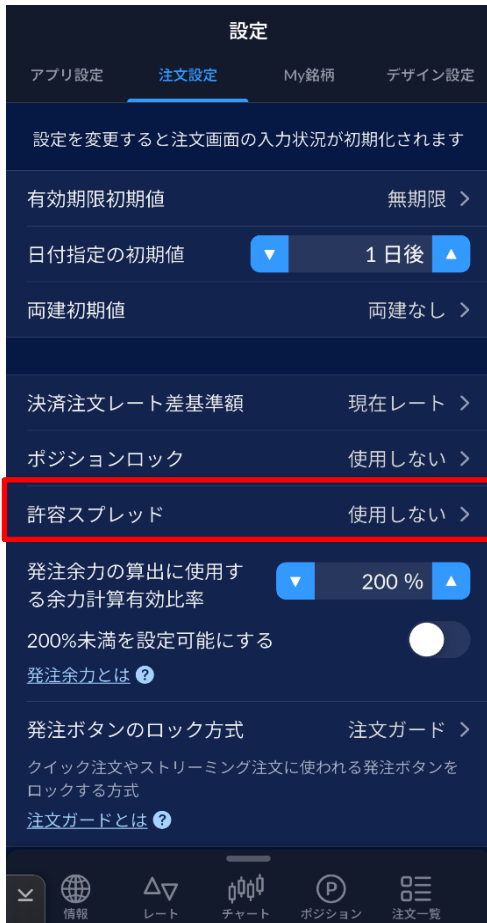 設定
アプリ設定 注文設定 My銘柄 デザイン設定
設定を変更すると注文画面の入力状況が初期化されます
有効期限初期値 無期限
日付指定の初期値 1 日後
両建初期値 両建なし
決済注文レート差基準額 現在レート
ポジションロック 使用しない
許容スプレッド 使用しない
発注余力の算出に使用す
る余力計算有効比率 200 %
200%未満を設定可能にする
発注余力とは ?
発注ボタンのロック方式 注文ガード
クイック注文やストリーミング注文に使われる発注ボタンを
ロックする方式
注文ガードとは ?
情報 レート チャート ポジション 注文一覧